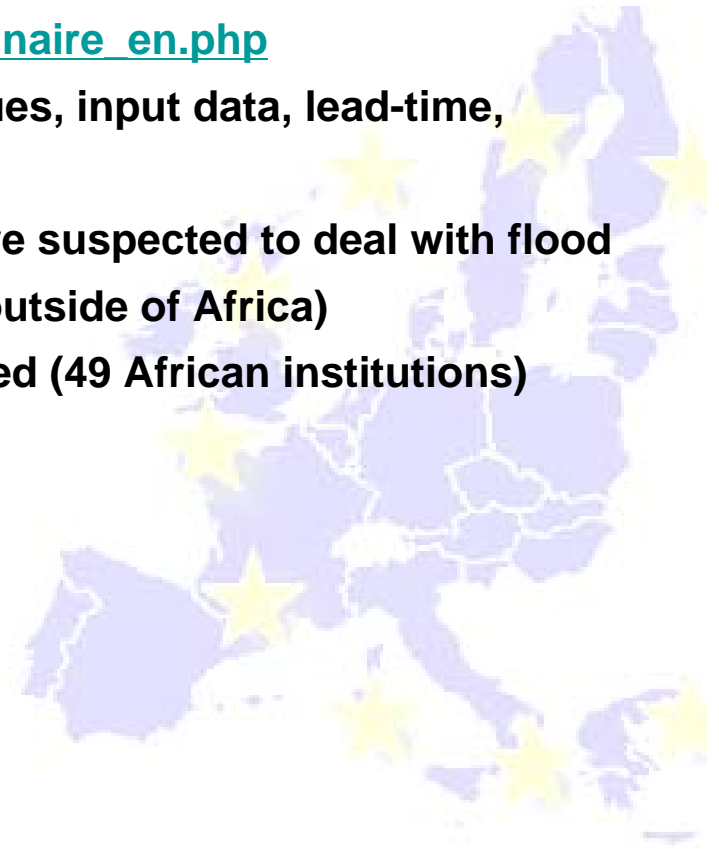 naire_en.php
ues, input data, lead-time,
ve suspected to deal with flood
outside of Africa)
ed (49 African institutions)